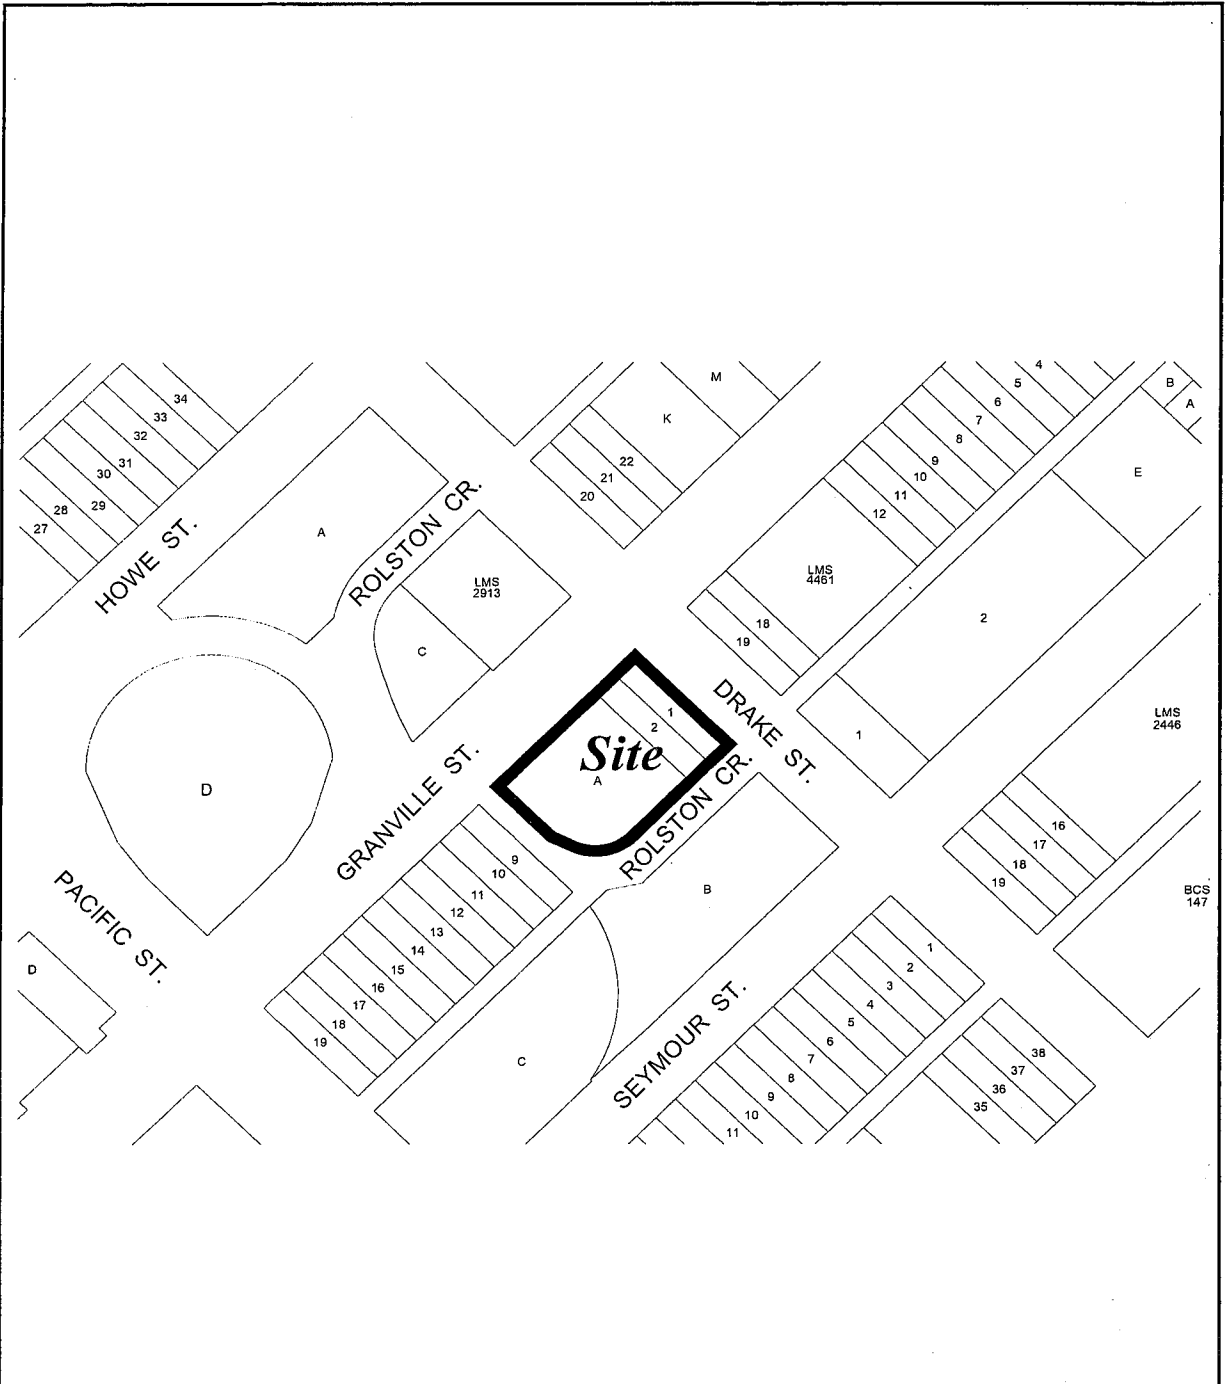 34
33
32
31
30
29
28
27
HOWE ST.
A
ROLSTON CR.
LMS
2913
C
D
M
K
22
21
20
4
5
6
7
8
9
10
11
12
LMS
4461
18
19
B
A
E
2
1
DRAKE ST.
LMS
2446
16
17
18
19
BCS
147
1
2
Site
A
ROLSTON CR.
GRANVILLE ST.
PACIFIC ST.
D
9
10
11
12
13
14
15
16
17
18
19
B
C
SEYMOUR ST.
1
2
3
4
5
6
7
8
9
10
11
38
37
36
35